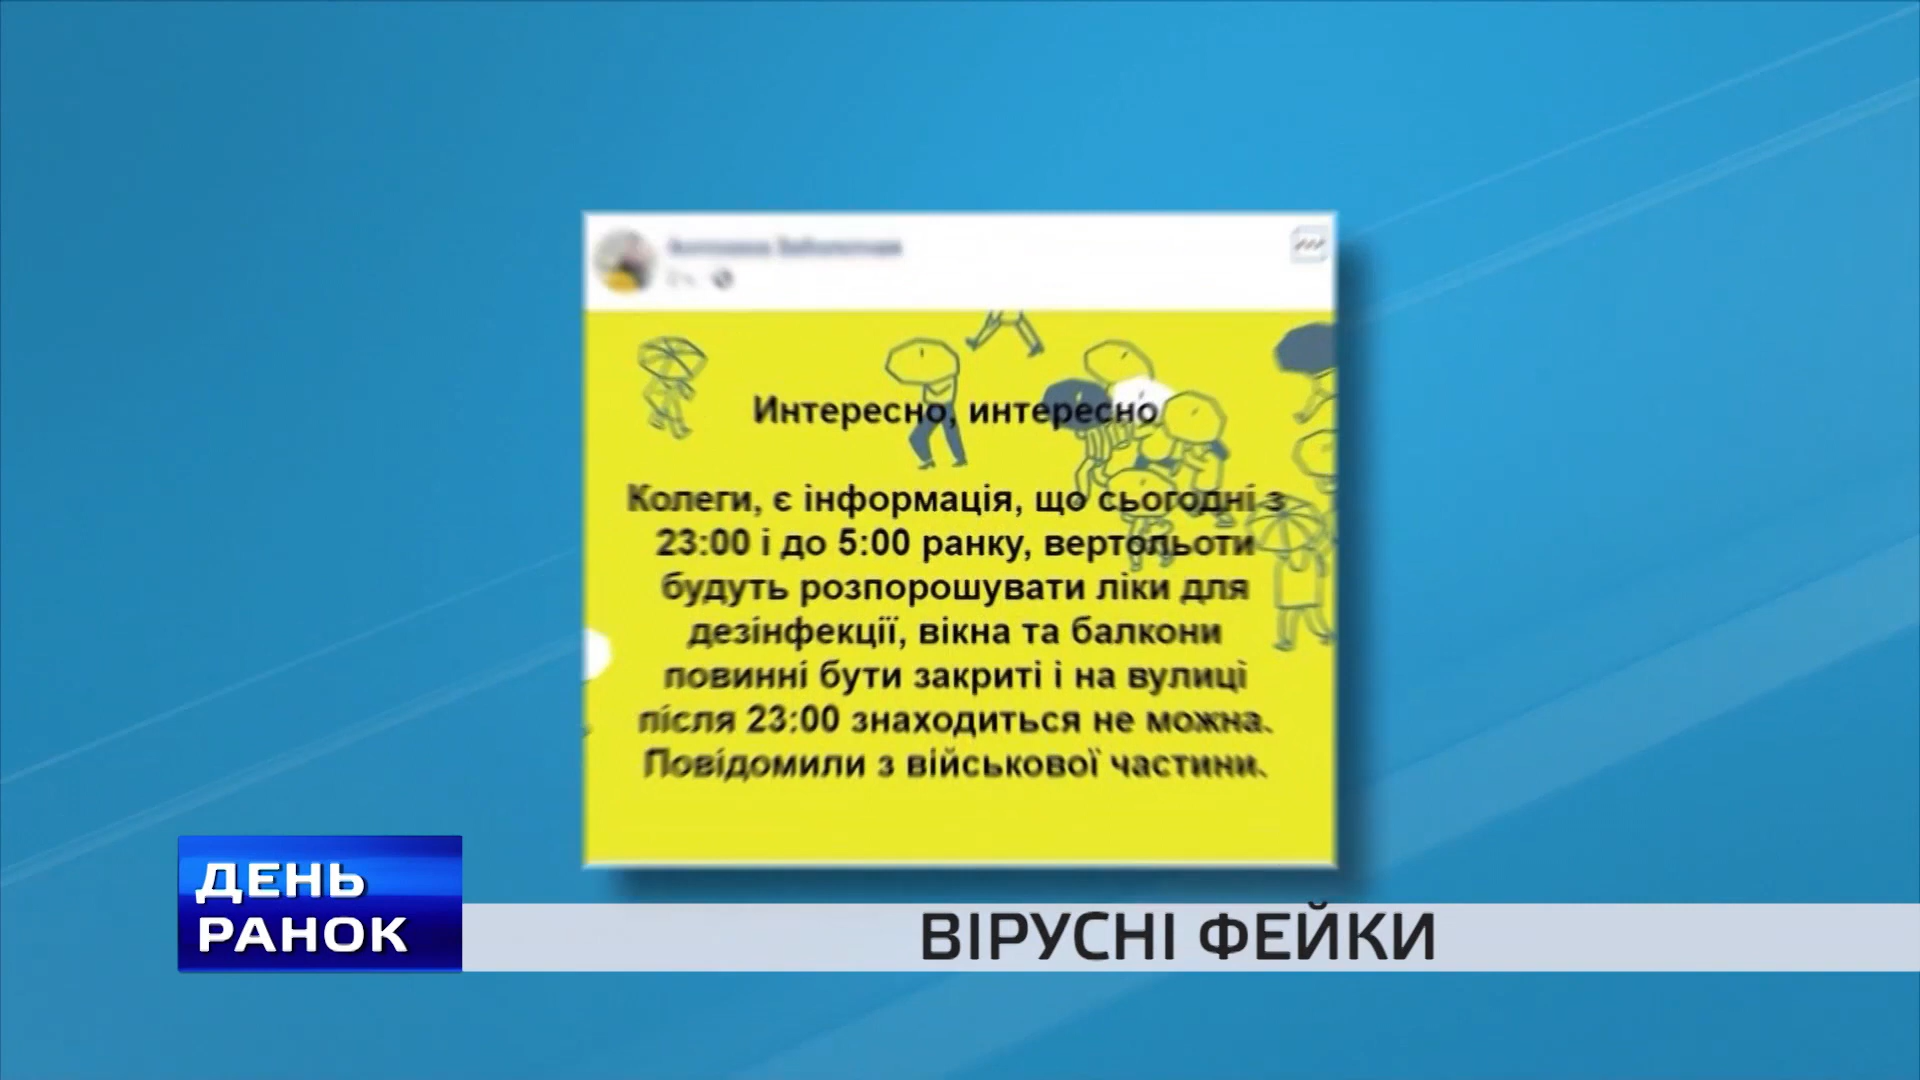 Интересно, интересно
Колеги, є інформація, що сьогодні з
23:00 і до 5:00 ранку, вертольоти
будуть розпорошувати ліки для
дезінфекції, вікна та балкони
повинні бути закриті і на вулиці
після 23:00 знаходиться не можна.
Повідомили з військової частини.
ДЕНЬ
РАНОК
ВІРУСНІ ФЕЙКИ